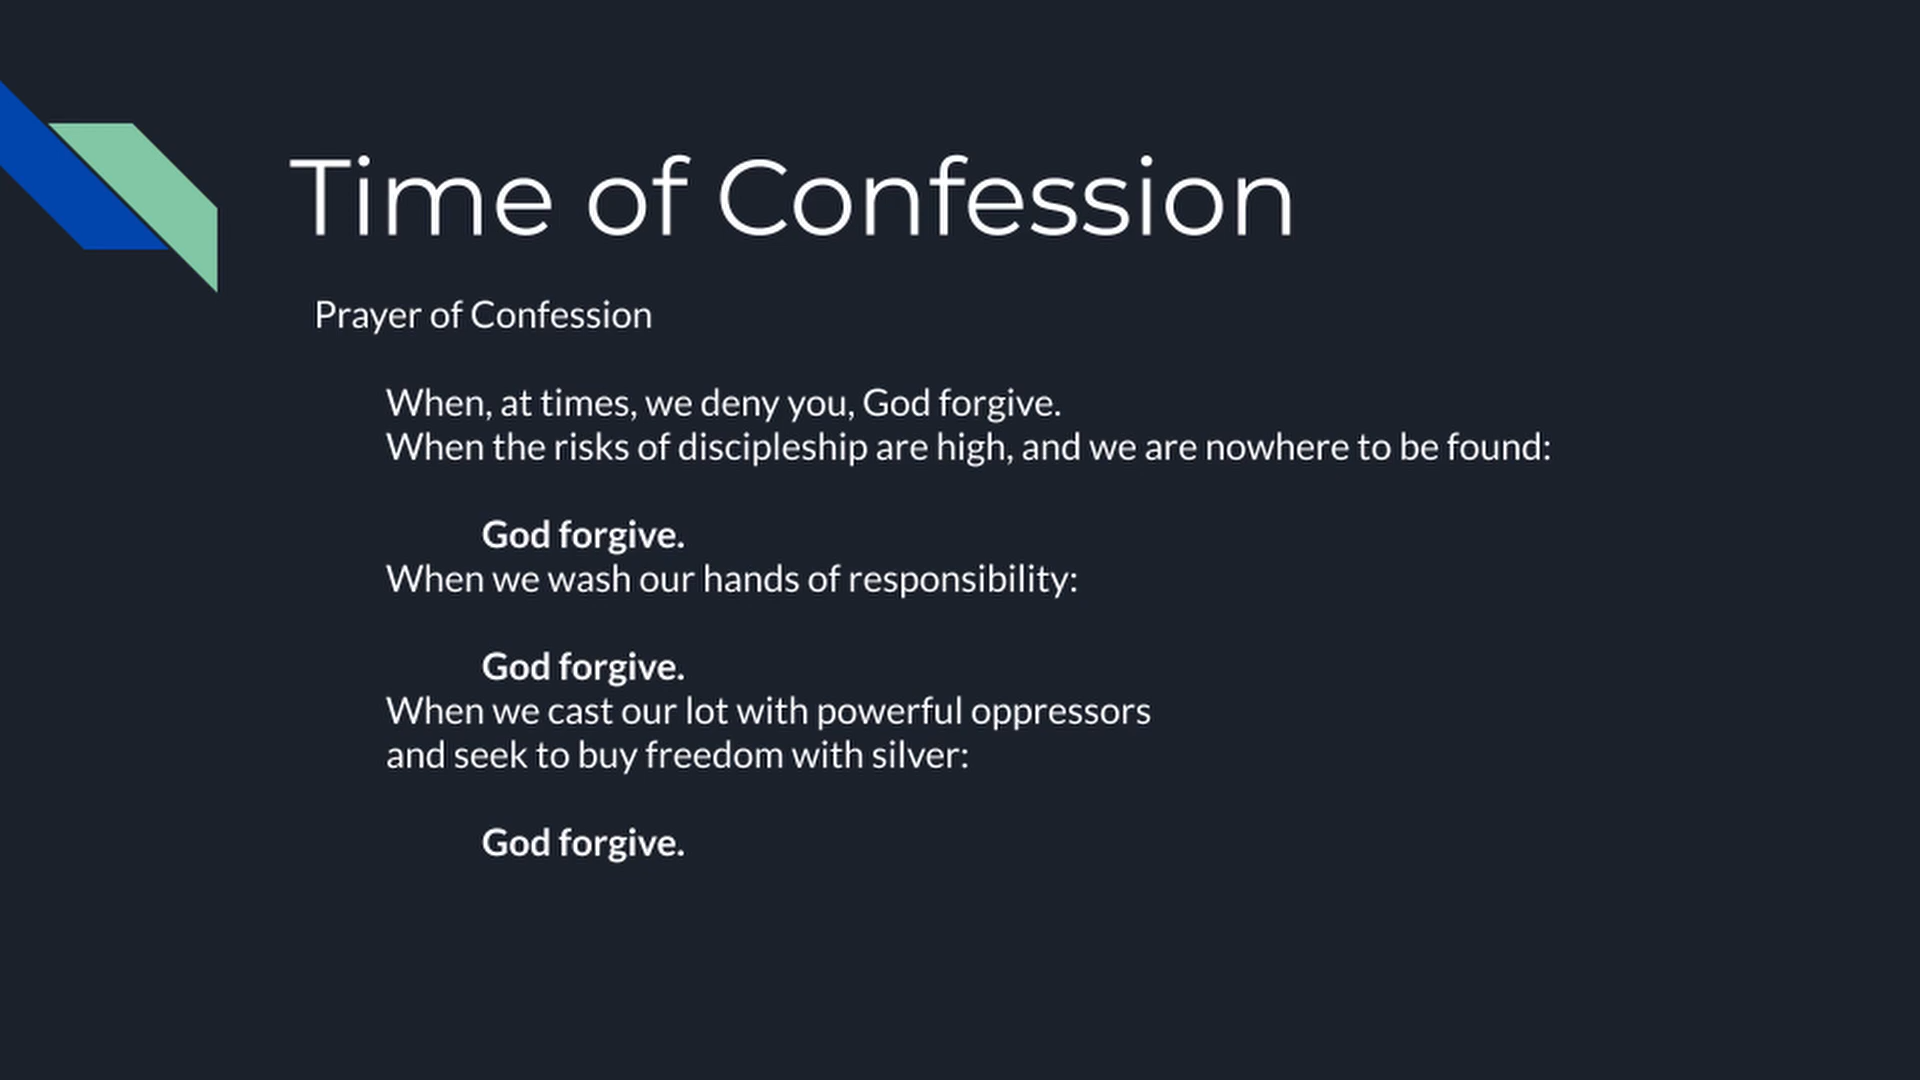 Time of Confession
Prayer of Confession
When, at times, we deny you, God forgive.
When the risks of discipleship are high, and we are nowhere to be found:
God forgive.
When we wash our hands of responsibility:
God forgive.
When we cast our lot with powerful oppressors
and seek to buy freedom with silver:
God forgive.